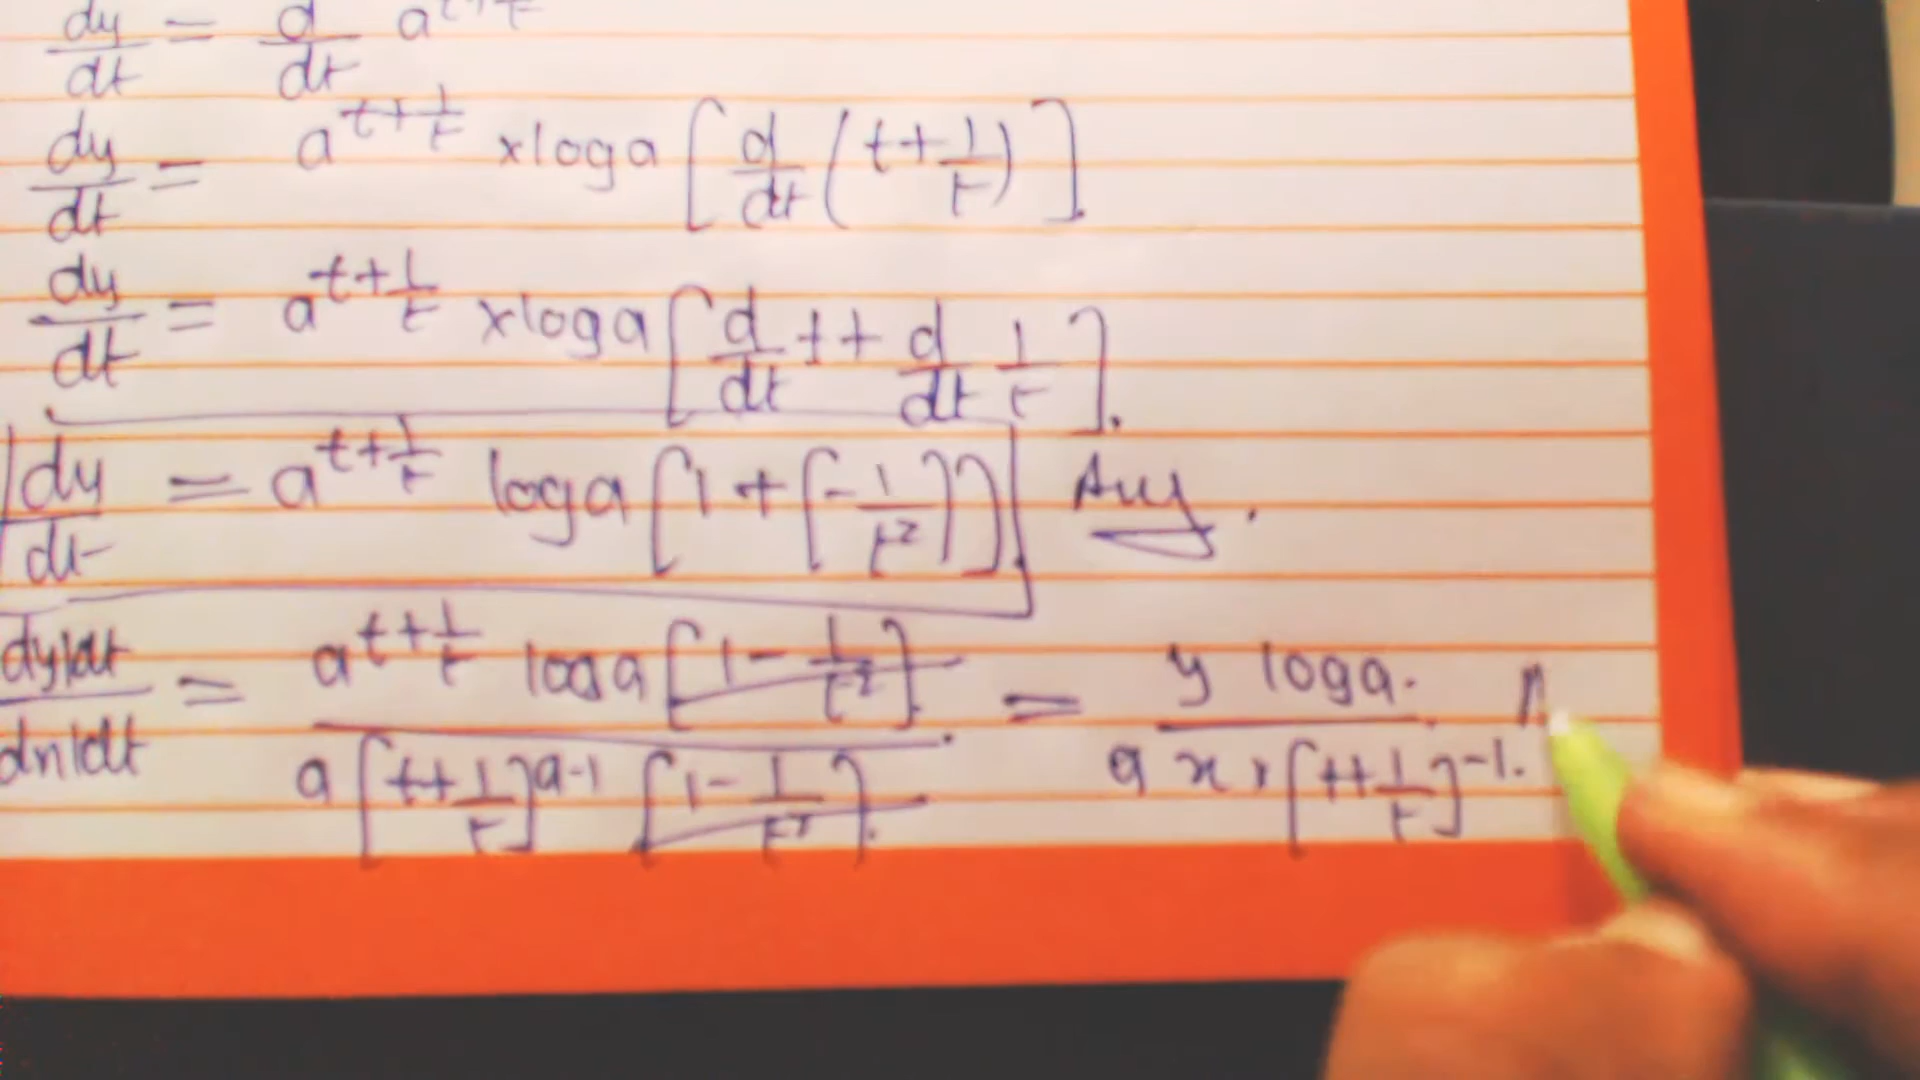 dy/dt = d/dt a^(t+1/t)
dy/dt = a^(t+1/t) × log a [d/dt (t+1/t)]
dy/dt = a^(t+1/t) × log a [d/dt t + d/dt 1/t].
dy/dt = a^(t+1/t) log a [1 + [-1/t²]] Ans.
dy/dt / dx/dt = a^(t+1/t) log a [1 - 1/t²] / a [t+1/t]^(a-1) [1 - 1/t²]. = y log a. / a x × [t+1/t]^-1.